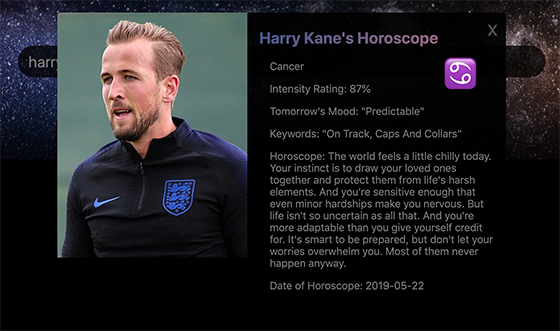 Harry Kane's Horoscope
X
harry
Cancer
Intensity Rating: 87%
Tomorrow's Mood: "Predictable"
Keywords: "On Track, Caps And Collars"
Horoscope: The world feels a little chilly today.
Your instinct is to draw your loved ones
together and protect them from life's harsh
elements. And you're sensitive enough that
even minor hardships make you nervous. But
life isn't so uncertain as all that. And you're
more adaptable than you give yourself credit
for. It's smart to be prepared, but don't let your
worries overwhelm you. Most of them never
happen anyway.
Date of Horoscope: 2019-05-22